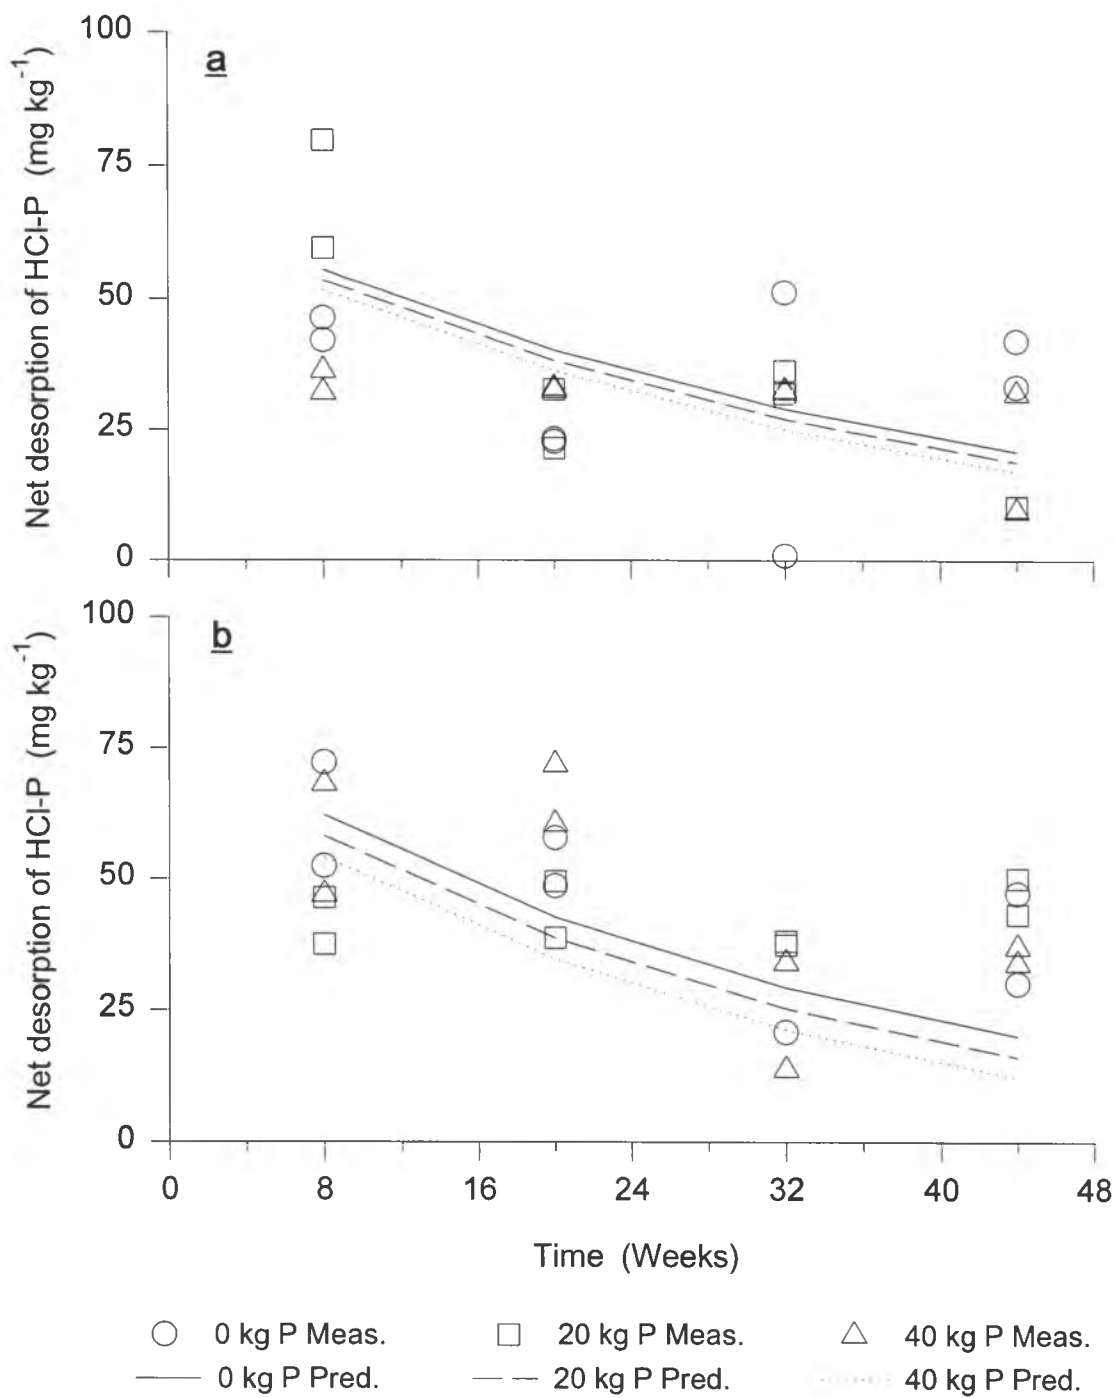 100
a
75
50
25
0
Net desorption of HCl-P (mg kg⁻¹)
100
b
75
50
25
0
Net desorption of HCl-P (mg kg⁻¹)
0 8 16 24 32 40 48
Time (Weeks)
0 kg P Meas. 20 kg P Meas. 40 kg P Meas.
0 kg P Pred. 20 kg P Pred. 40 kg P Pred.